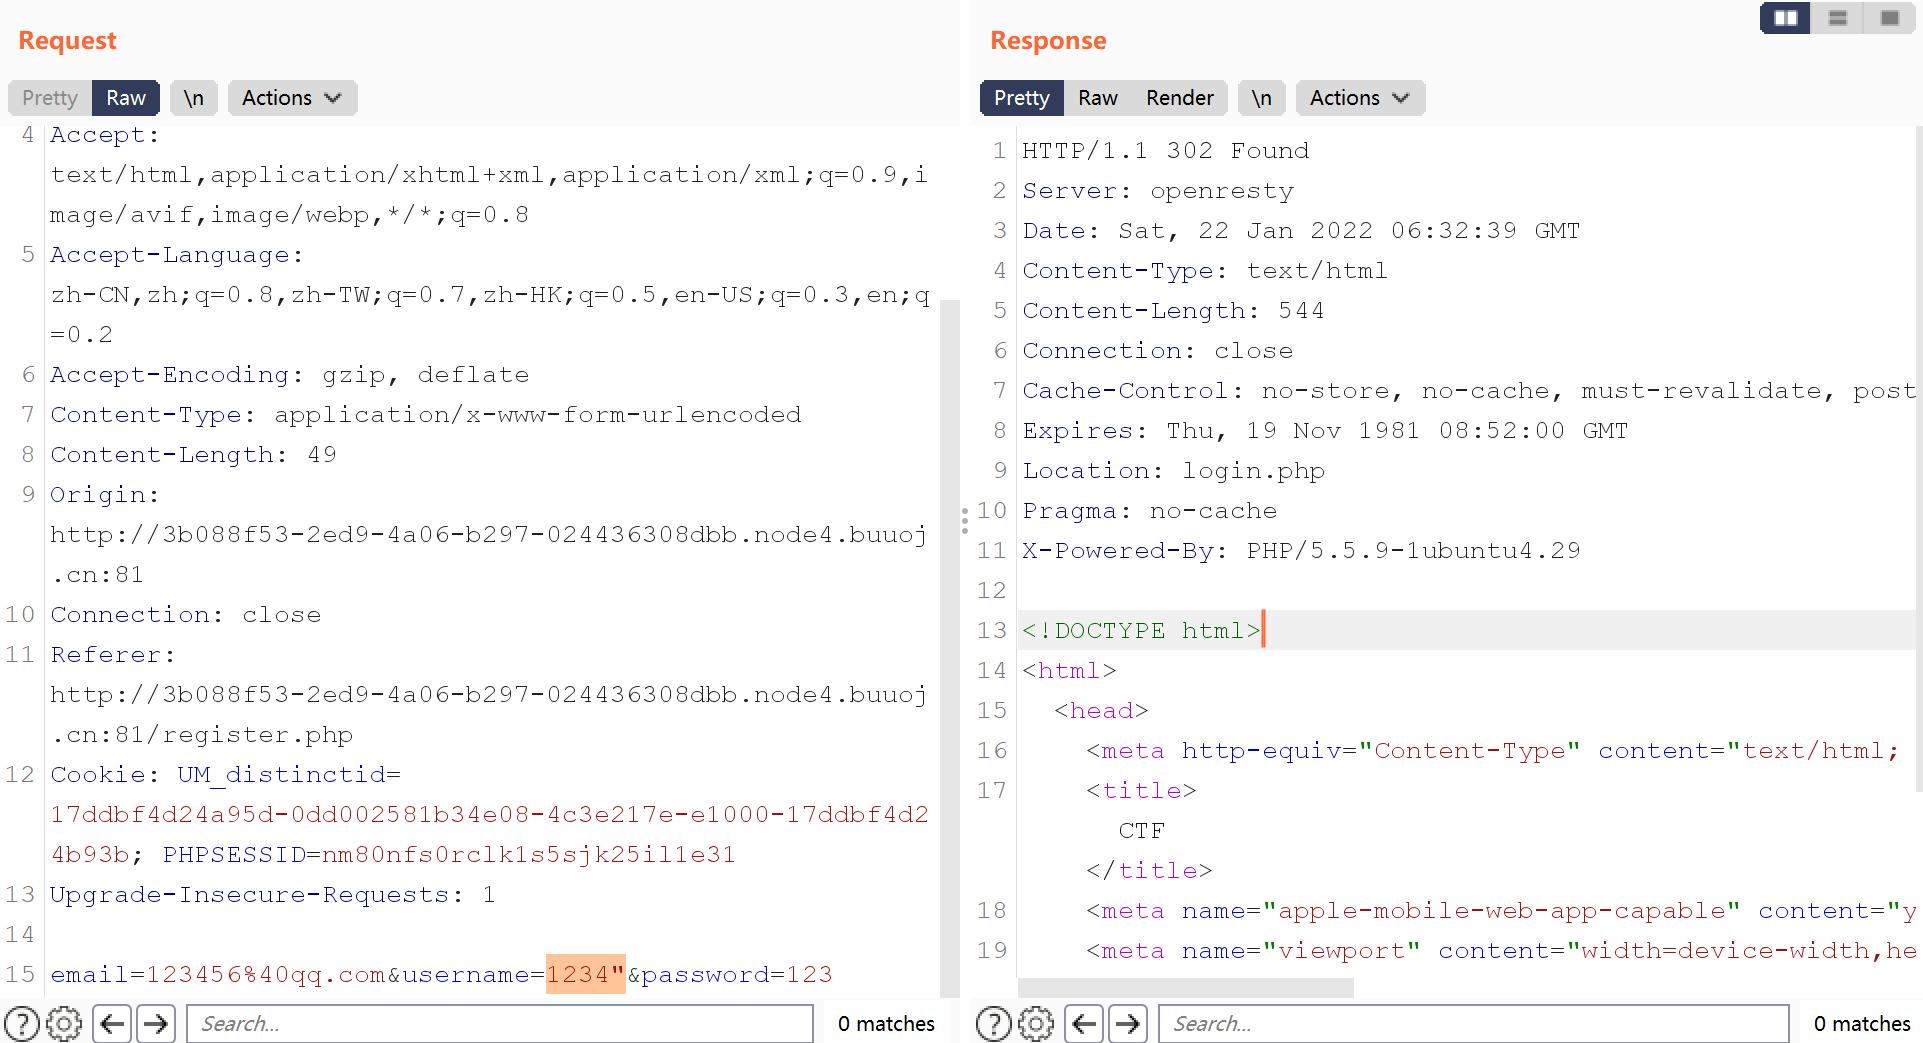 Request
Pretty Raw \n Actions
4 Accept:
text/html,application/xhtml+xml,application/xml;q=0.9,i
mage/avif,image/webp,*/*;q=0.8
5 Accept-Language:
zh-CN,zh;q=0.8,zh-TW;q=0.7,zh-HK;q=0.5,en-US;q=0.3,en;q
=0.2
6 Accept-Encoding: gzip, deflate
7 Content-Type: application/x-www-form-urlencoded
8 Content-Length: 49
9 Origin:
http://3b088f53-2ed9-4a06-b297-024436308dbb.node4.buuoj
.cn:81
10 Connection: close
11 Referer:
http://3b088f53-2ed9-4a06-b297-024436308dbb.node4.buuoj
.cn:81/register.php
12 Cookie: UM_distinctid=
17ddbf4d24a95d-0dd002581b34e08-4c3e217e-e1000-17ddbf4d2
4b93b; PHPSESSID=nm80nfs0rclk1s5sjk25il1e31
13 Upgrade-Insecure-Requests: 1
14
15 email=123456%40qq.com&username=1234"&password=123
? Search... 0 matches
Response
Pretty Raw Render \n Actions
1 HTTP/1.1 302 Found
2 Server: openresty
3 Date: Sat, 22 Jan 2022 06:32:39 GMT
4 Content-Type: text/html
5 Content-Length: 544
6 Connection: close
7 Cache-Control: no-store, no-cache, must-revalidate, post
8 Expires: Thu, 19 Nov 1981 08:52:00 GMT
9 Location: login.php
10 Pragma: no-cache
11 X-Powered-By: PHP/5.5.9-1ubuntu4.29
12
13 <!DOCTYPE html>
14 <html>
15 <head>
16 <meta http-equiv="Content-Type" content="text/html;
17 <title>
CTF
</title>
18 <meta name="apple-mobile-web-app-capable" content="y
19 <meta name="viewport" content="width=device-width,he
? Search... 0 matches